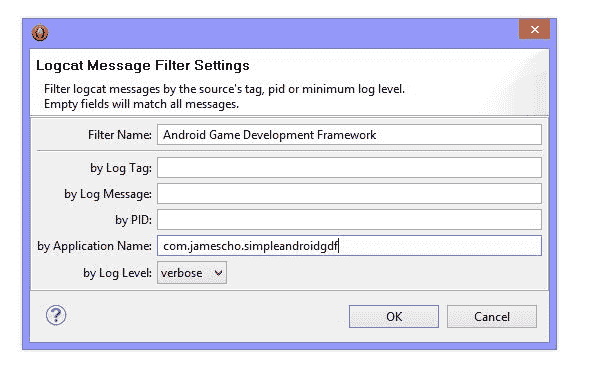 Logcat Message Filter Settings
Filter logcat messages by the source's tag, pid or minimum log level.
Empty fields will match all messages.
Filter Name: Android Game Development Framework
by Log Tag:
by Log Message:
by PID:
by Application Name: com.jamescho.simpleandroidgdf
by Log Level: verbose
? OK Cancel